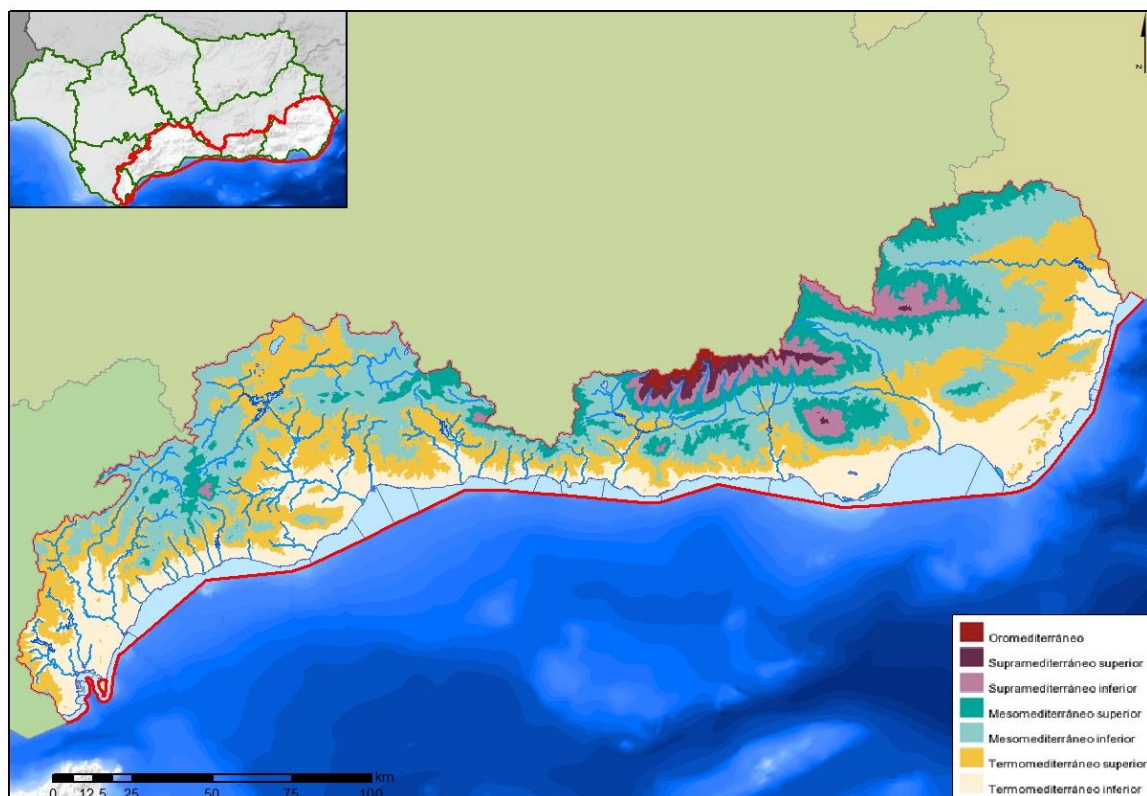 N
Oromediterráneo
Supramediterráneo superior
Supramediterráneo inferior
Mesomediterráneo superior
Mesomediterráneo inferior
Termomediterráneo superior
Termomediterráneo inferior
km
0 12,5 25 50 75 100